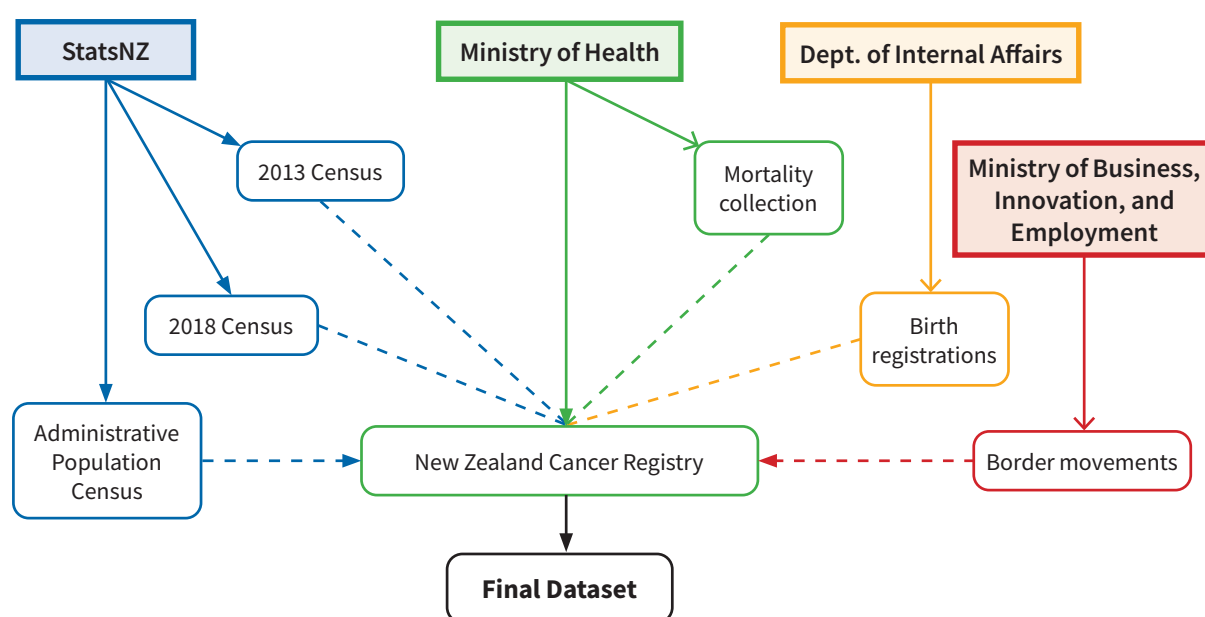 StatsNZ
Ministry of Health
Dept. of Internal Affairs
2013 Census
Mortality
collection
Ministry of Business,
Innovation, and
Employment
2018 Census
Birth
registrations
Administrative
Population
Census
New Zealand Cancer Registry
Border movements
Final Dataset